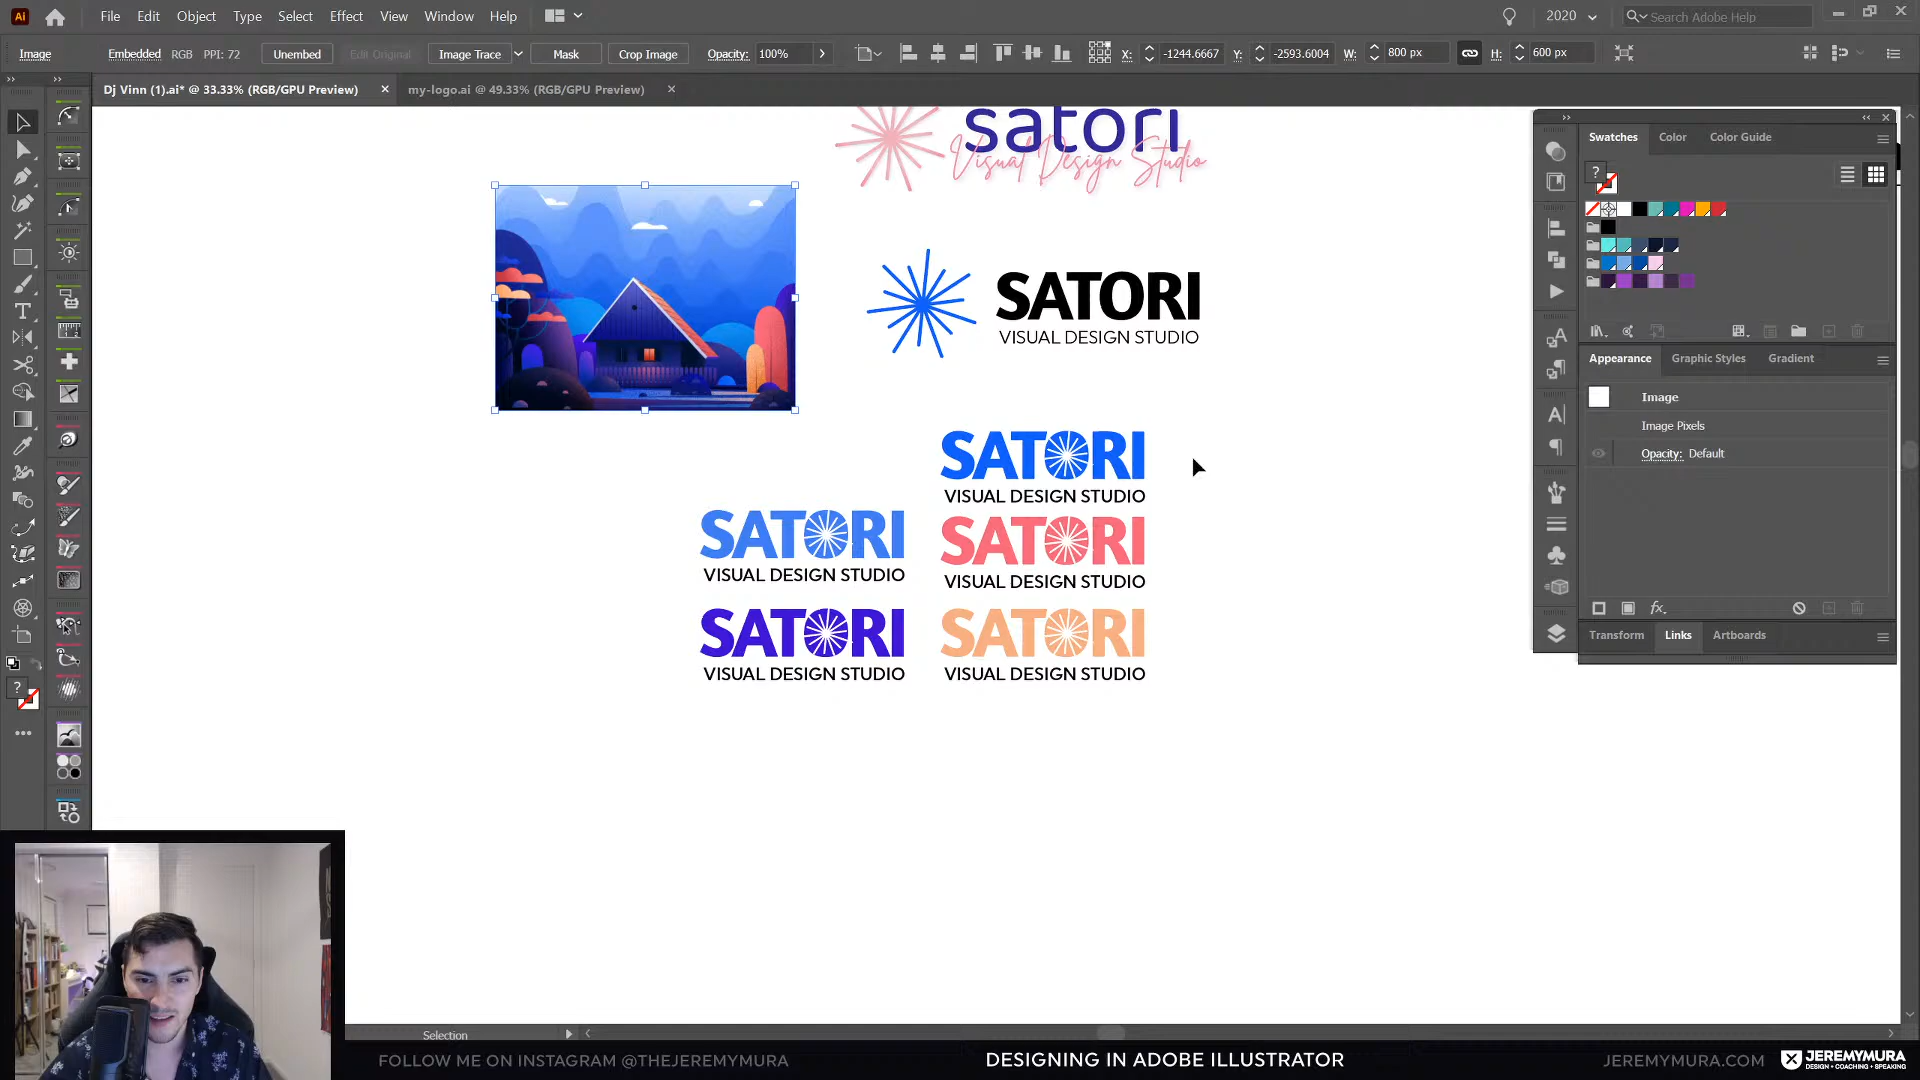 Ai File Edit Object Type Select Effect View Window Help 2020 Search Adobe Help
Image Embedded RGB PPI: 72 Unembed Edit Original Image Trace Mask Crop Image Opacity: 100% X: -1244.6667 Y: -2593.6004 W: 800 px H: 600 px
Dj Vinn (1).ai* @ 33.33% (RGB/GPU Preview) × my-logo.ai @ 49.33% (RGB/GPU Preview) ×
satori
Visual Design Studio
SATORI
VISUAL DESIGN STUDIO
SATORI
VISUAL DESIGN STUDIO
SATORI
VISUAL DESIGN STUDIO
SATORI
VISUAL DESIGN STUDIO
SATORI
VISUAL DESIGN STUDIO
SATORI
VISUAL DESIGN STUDIO
Swatches Color Color Guide
Appearance Graphic Styles Gradient
Image
Image Pixels
Opacity: Default
fx.
Transform Links Artboards
Selection
FOLLOW ME ON INSTAGRAM @THEJEREMYMURA
DESIGNING IN ADOBE ILLUSTRATOR
JEREMYMURA.COM
JEREMYMURA
DESIGN • COACHING • SPEAKING